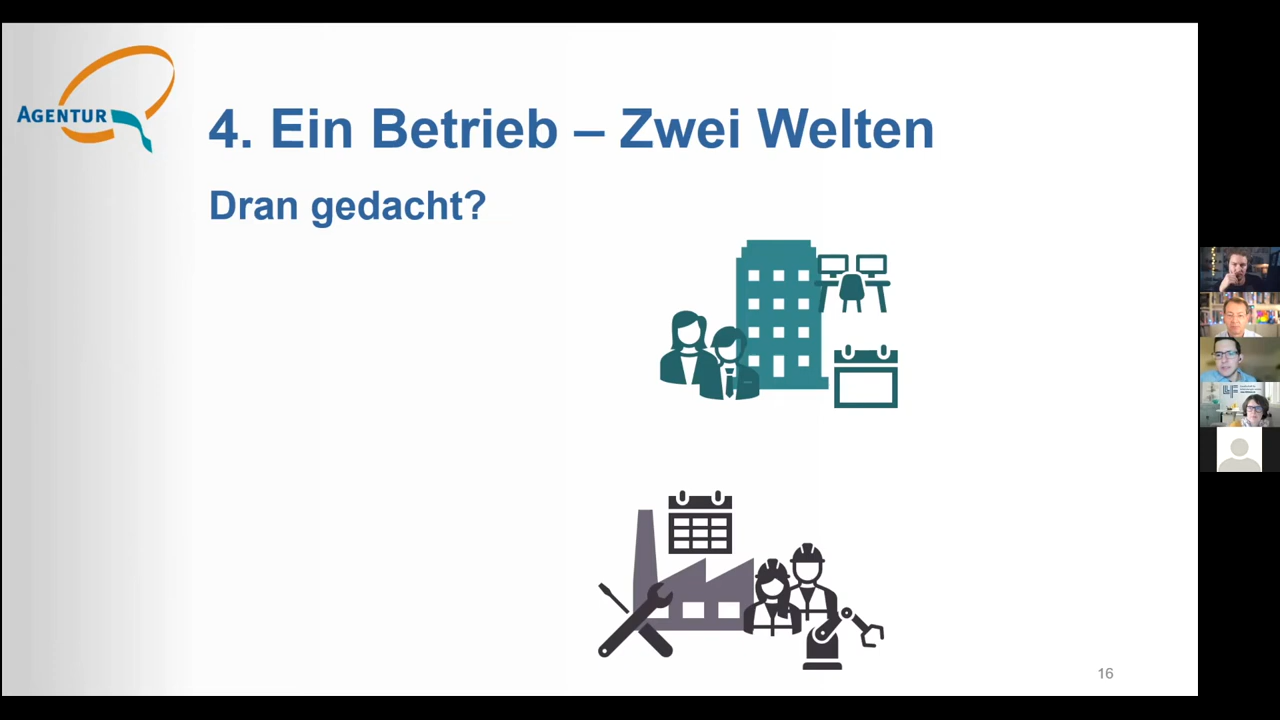 AGENTUR
4. Ein Betrieb – Zwei Welten
Dran gedacht?
16